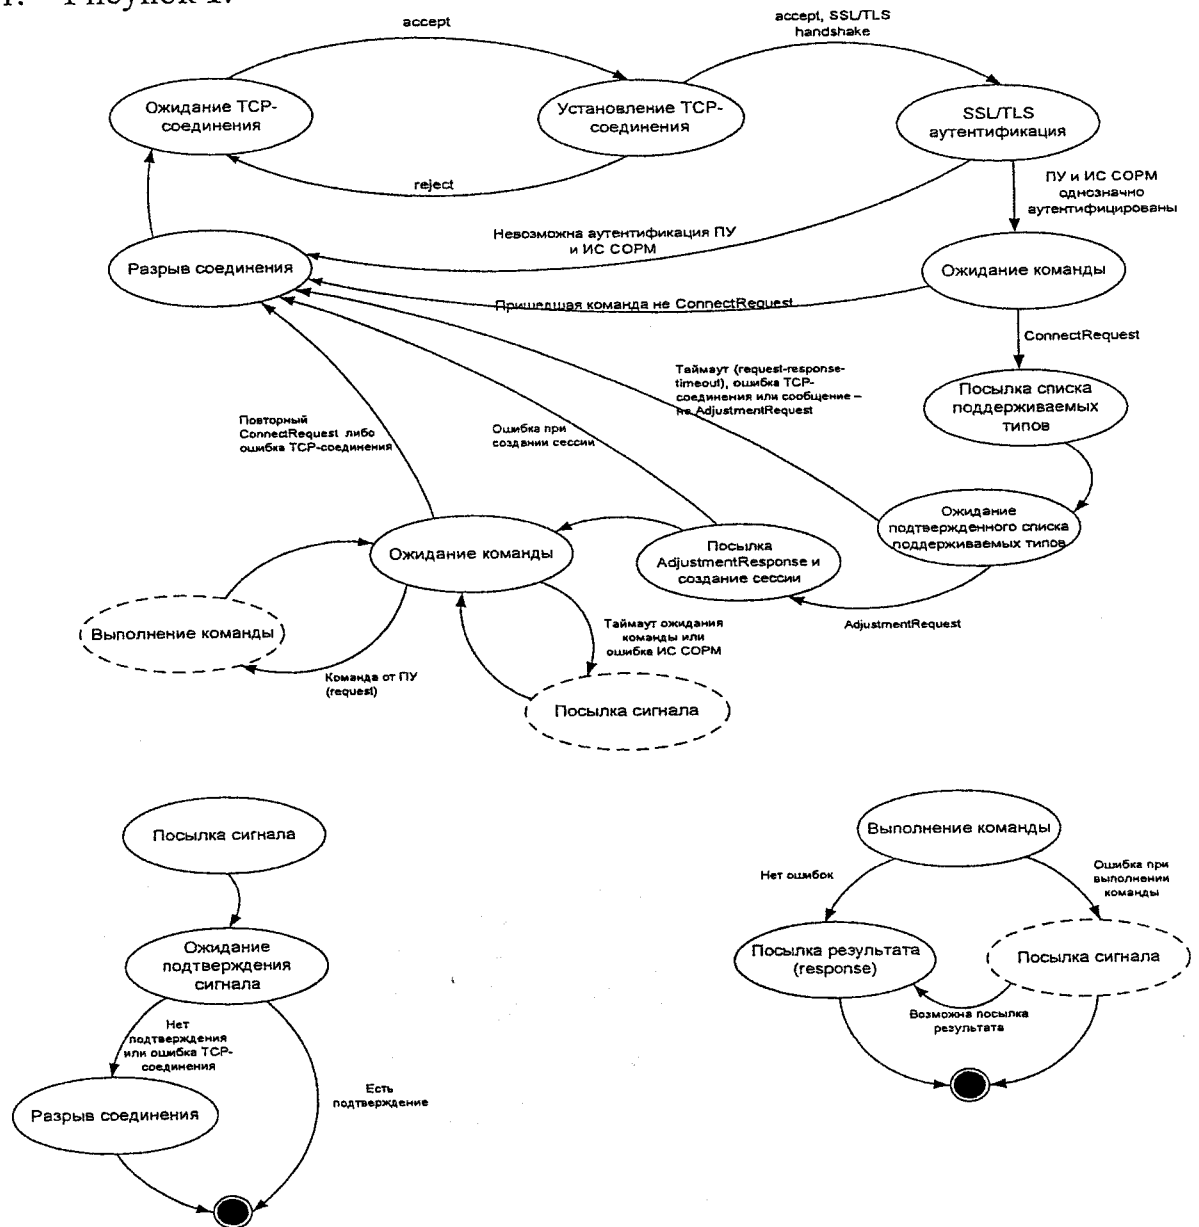 Рисунок 1.
accept
accept, SSL/TLS
handshake
Ожидание TCP-
соединения
Установление TCP-
соединения
SSL/TLS
аутентификация
reject
ПУ и ИС СОРМ
однозначно
аутентифицированы
Невозможна аутентификация ПУ
и ИС СОРМ
Разрыв соединения
Ожидание команды
Пришедшая команда не ConnectRequest
ConnectRequest
Таймаут (request-response-
timeout), ошибка TCP-
соединения или сообщение –
не AdjustmentRequest
Посылка списка
поддерживаемых
типов
Повторный
ConnectRequest либо
ошибка TCP-соединения
Ошибка при
создании сессии
Ожидание
подтвержденного списка
поддерживаемых типов
Ожидание команды
Посылка
AdjustmentResponse и
создание сессии
AdjustmentRequest
Выполнение команды
Таймаут ожидания
команды или
ошибка ИС СОРМ
Команда от ПУ
(request)
Посылка сигнала
Посылка сигнала
Ожидание
подтверждения
сигнала
Нет
подтверждения
или ошибка TCP-
соединения
Есть
подтверждение
Разрыв соединения
Выполнение команды
Нет ошибок
Ошибка при
выполнении
команды
Посылка результата
(response)
Посылка сигнала
Возможна посылка
результата